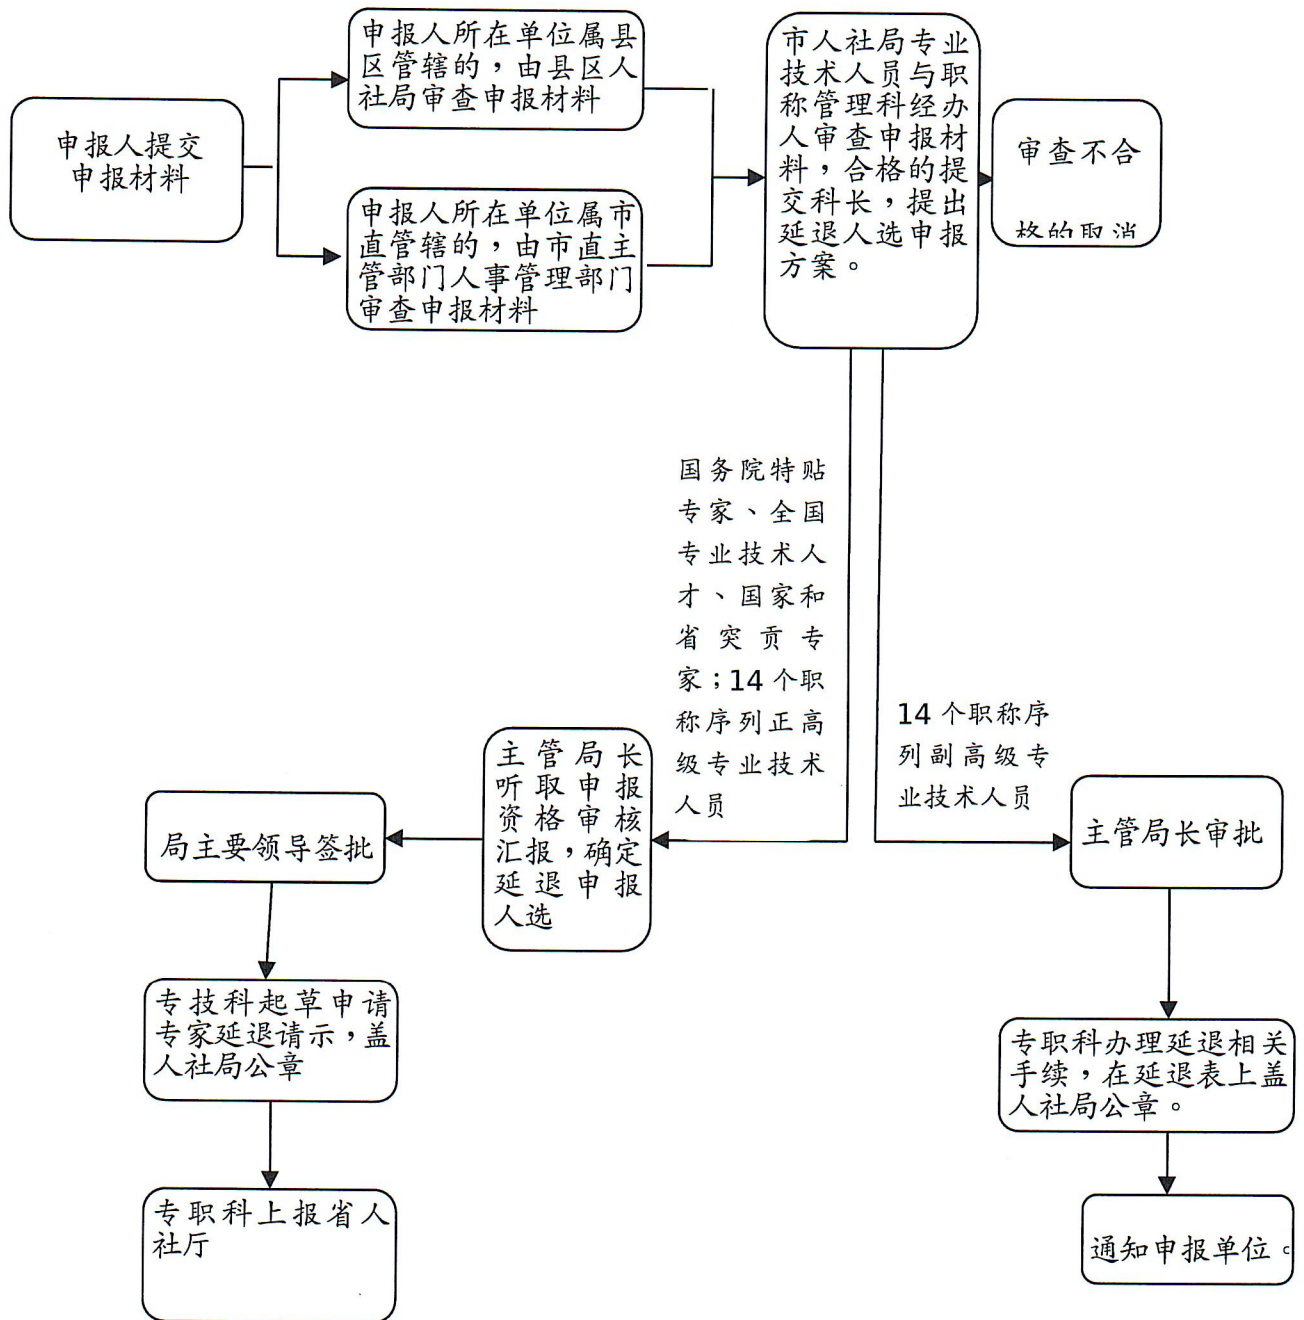 申报人提交
申报材料
申报人所在单位属县
区管辖的，由县区人
社局审查申报材料
申报人所在单位属市
直管辖的，由市直主
管部门人事管理部门
审查申报材料
市人社局专业
技术人员与职
称管理科经办
人审查申报材
料，合格的提
交科长，提出
延退人选申报
方案。
审查不合
格的取消
国务院特贴
专家、全国
专业技术人
才、国家和
省突贡专
家；14个职
称序列正高
级专业技术
人员
14个职称序
列副高级专
业技术人员
主管局长
听取申报
资格审核
汇报，确定
延退申报
人选
局主要领导签批
主管局长审批
专技科起草申请
专家延退请示，盖
人社局公章
专职科办理延退相关
手续，在延退表上盖
人社局公章。
专职科上报省人
社厅
通知申报单位。